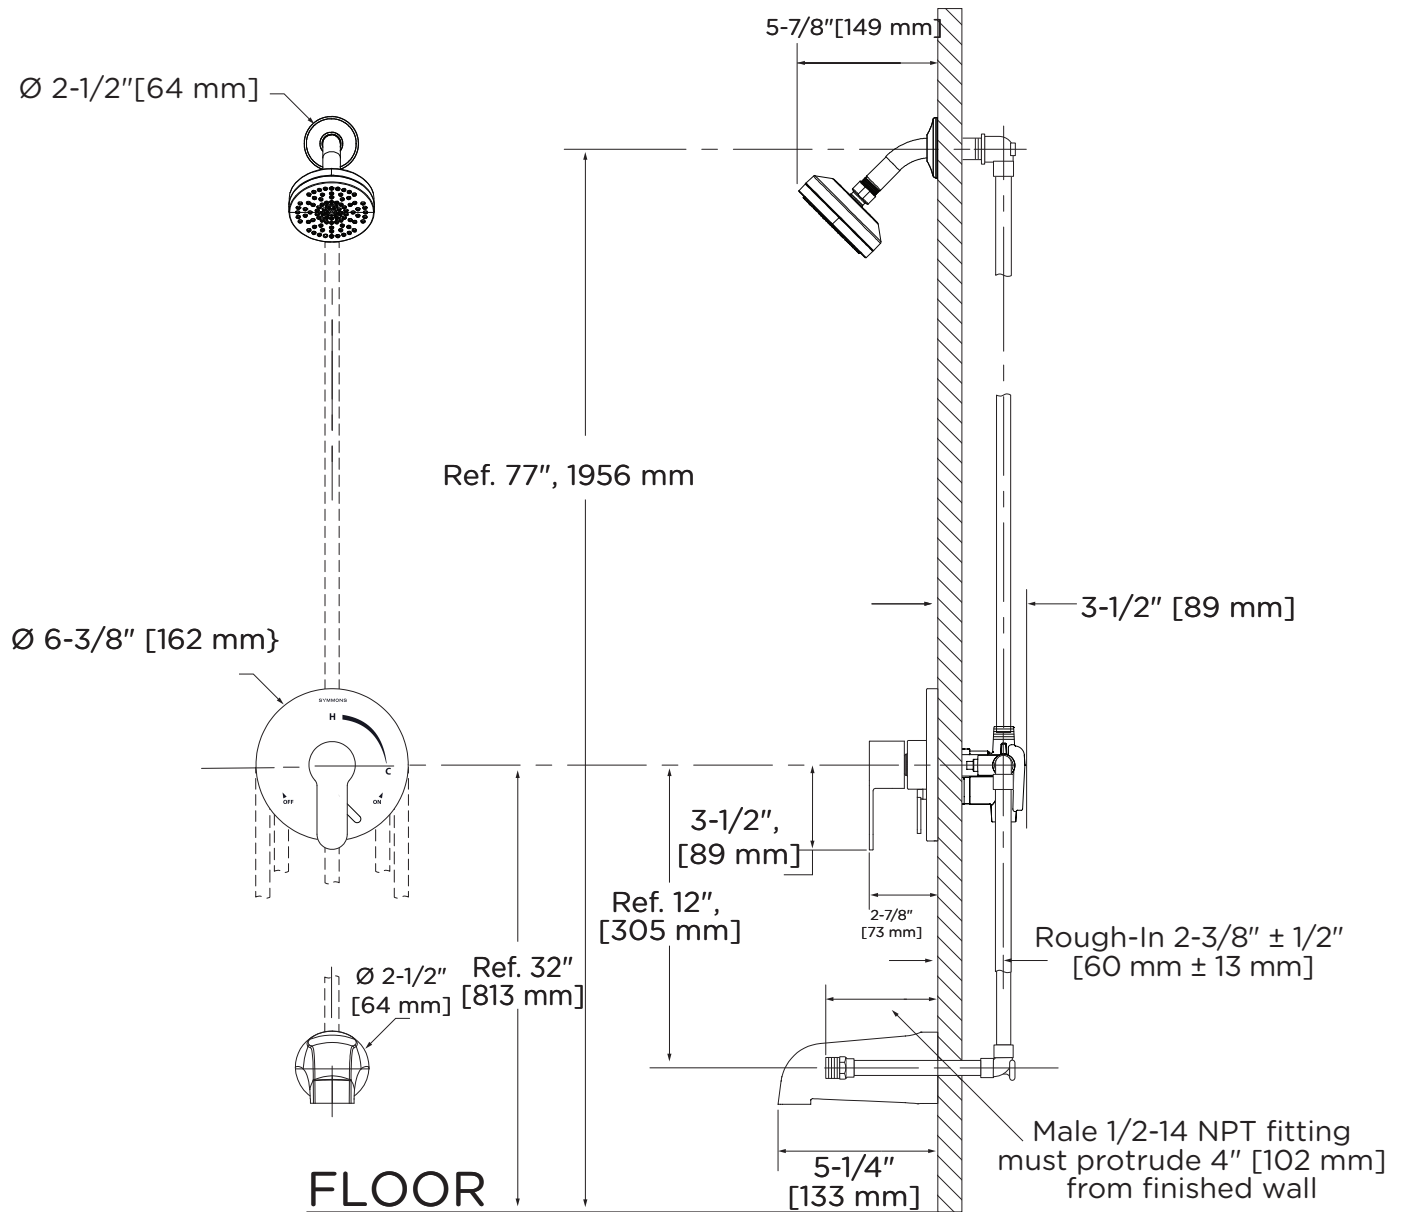 5-7/8"[149 mm]
Ø 2-1/2"[64 mm]
Ref. 77", 1956 mm
3-1/2" [89 mm]
Ø 6-3/8" [162 mm}
SYMMONS
H
C
OFF
ON
3-1/2",
[89 mm]
Ref. 12",
[305 mm]
2-7/8"
[73 mm]
Rough-In 2-3/8" ± 1/2"
[60 mm ± 13 mm]
Ø 2-1/2"
[64 mm]
Ref. 32"
[813 mm]
Male 1/2-14 NPT fitting
must protrude 4" [102 mm]
from finished wall
5-1/4"
[133 mm]
FLOOR